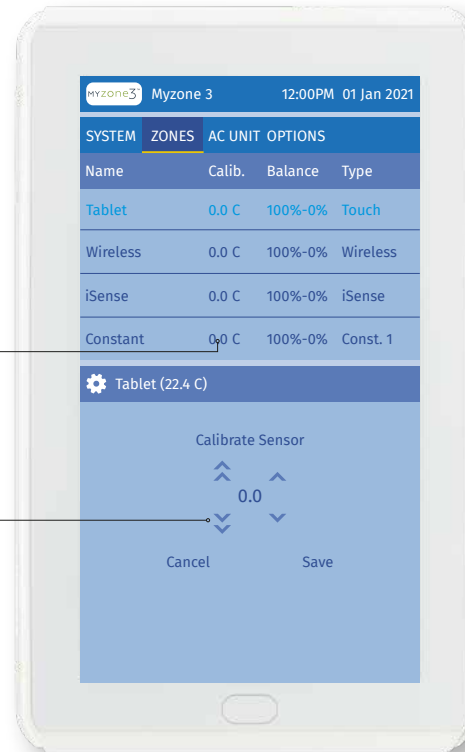 MYZONE3™ Myzone 3 12:00PM 01 Jan 2021
SYSTEM ZONES AC UNIT OPTIONS
Name Calib. Balance Type
Tablet 0.0 C 100%-0% Touch
Wireless 0.0 C 100%-0% Wireless
iSense 0.0 C 100%-0% iSense
Constant 0.0 C 100%-0% Const. 1
Tablet (22.4 C)
Calibrate Sensor
0.0
Cancel Save